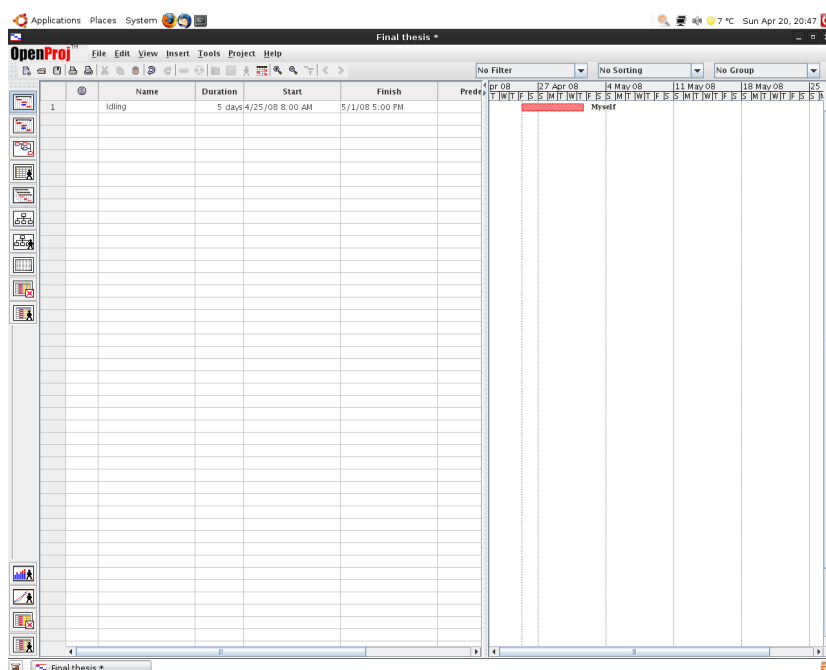 Applications Places System 7 °C Sun Apr 20, 20:47
Final thesis *
OpenProj™ File Edit View Insert Tools Project Help
No Filter No Sorting No Group
Name Duration Start Finish Prede
pr 08 27 Apr 08 4 May 08 11 May 08 18 May 08 25
T W T F S S M T W T F S S M T W T F S S M T W T F S S M T W T F S S M
1 Idling 5 days 4/25/08 8:00 AM 5/1/08 5:00 PM Myself
Final thesis *